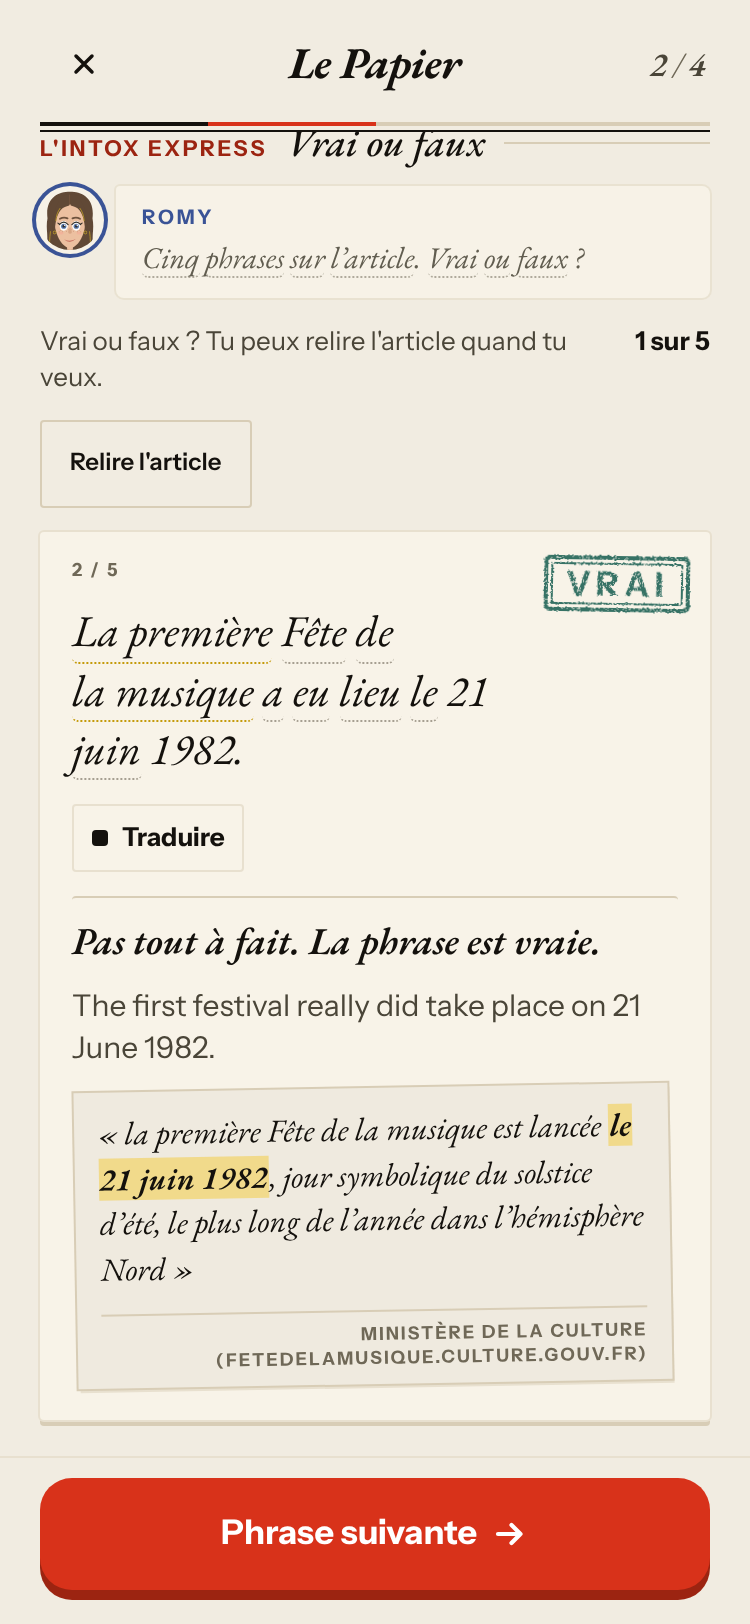 Le Papier
2 / 4
L'INTOX EXPRESS Vrai ou faux
ROMY
Cinq phrases sur l’article. Vrai ou faux ?
Vrai ou faux ? Tu peux relire l'article quand tu
veux.
1 sur 5
Relire l'article
2 / 5
VRAI
La première Fête de
la musique a eu lieu le 21
juin 1982.
Traduire
Pas tout à fait. La phrase est vraie.
The first festival really did take place on 21
June 1982.
« la première Fête de la musique est lancée le
21 juin 1982, jour symbolique du solstice
d’été, le plus long de l’année dans l’hémisphère
Nord »
MINISTÈRE DE LA CULTURE
(FETEDELAMUSIQUE.CULTURE.GOUV.FR)
Phrase suivante →